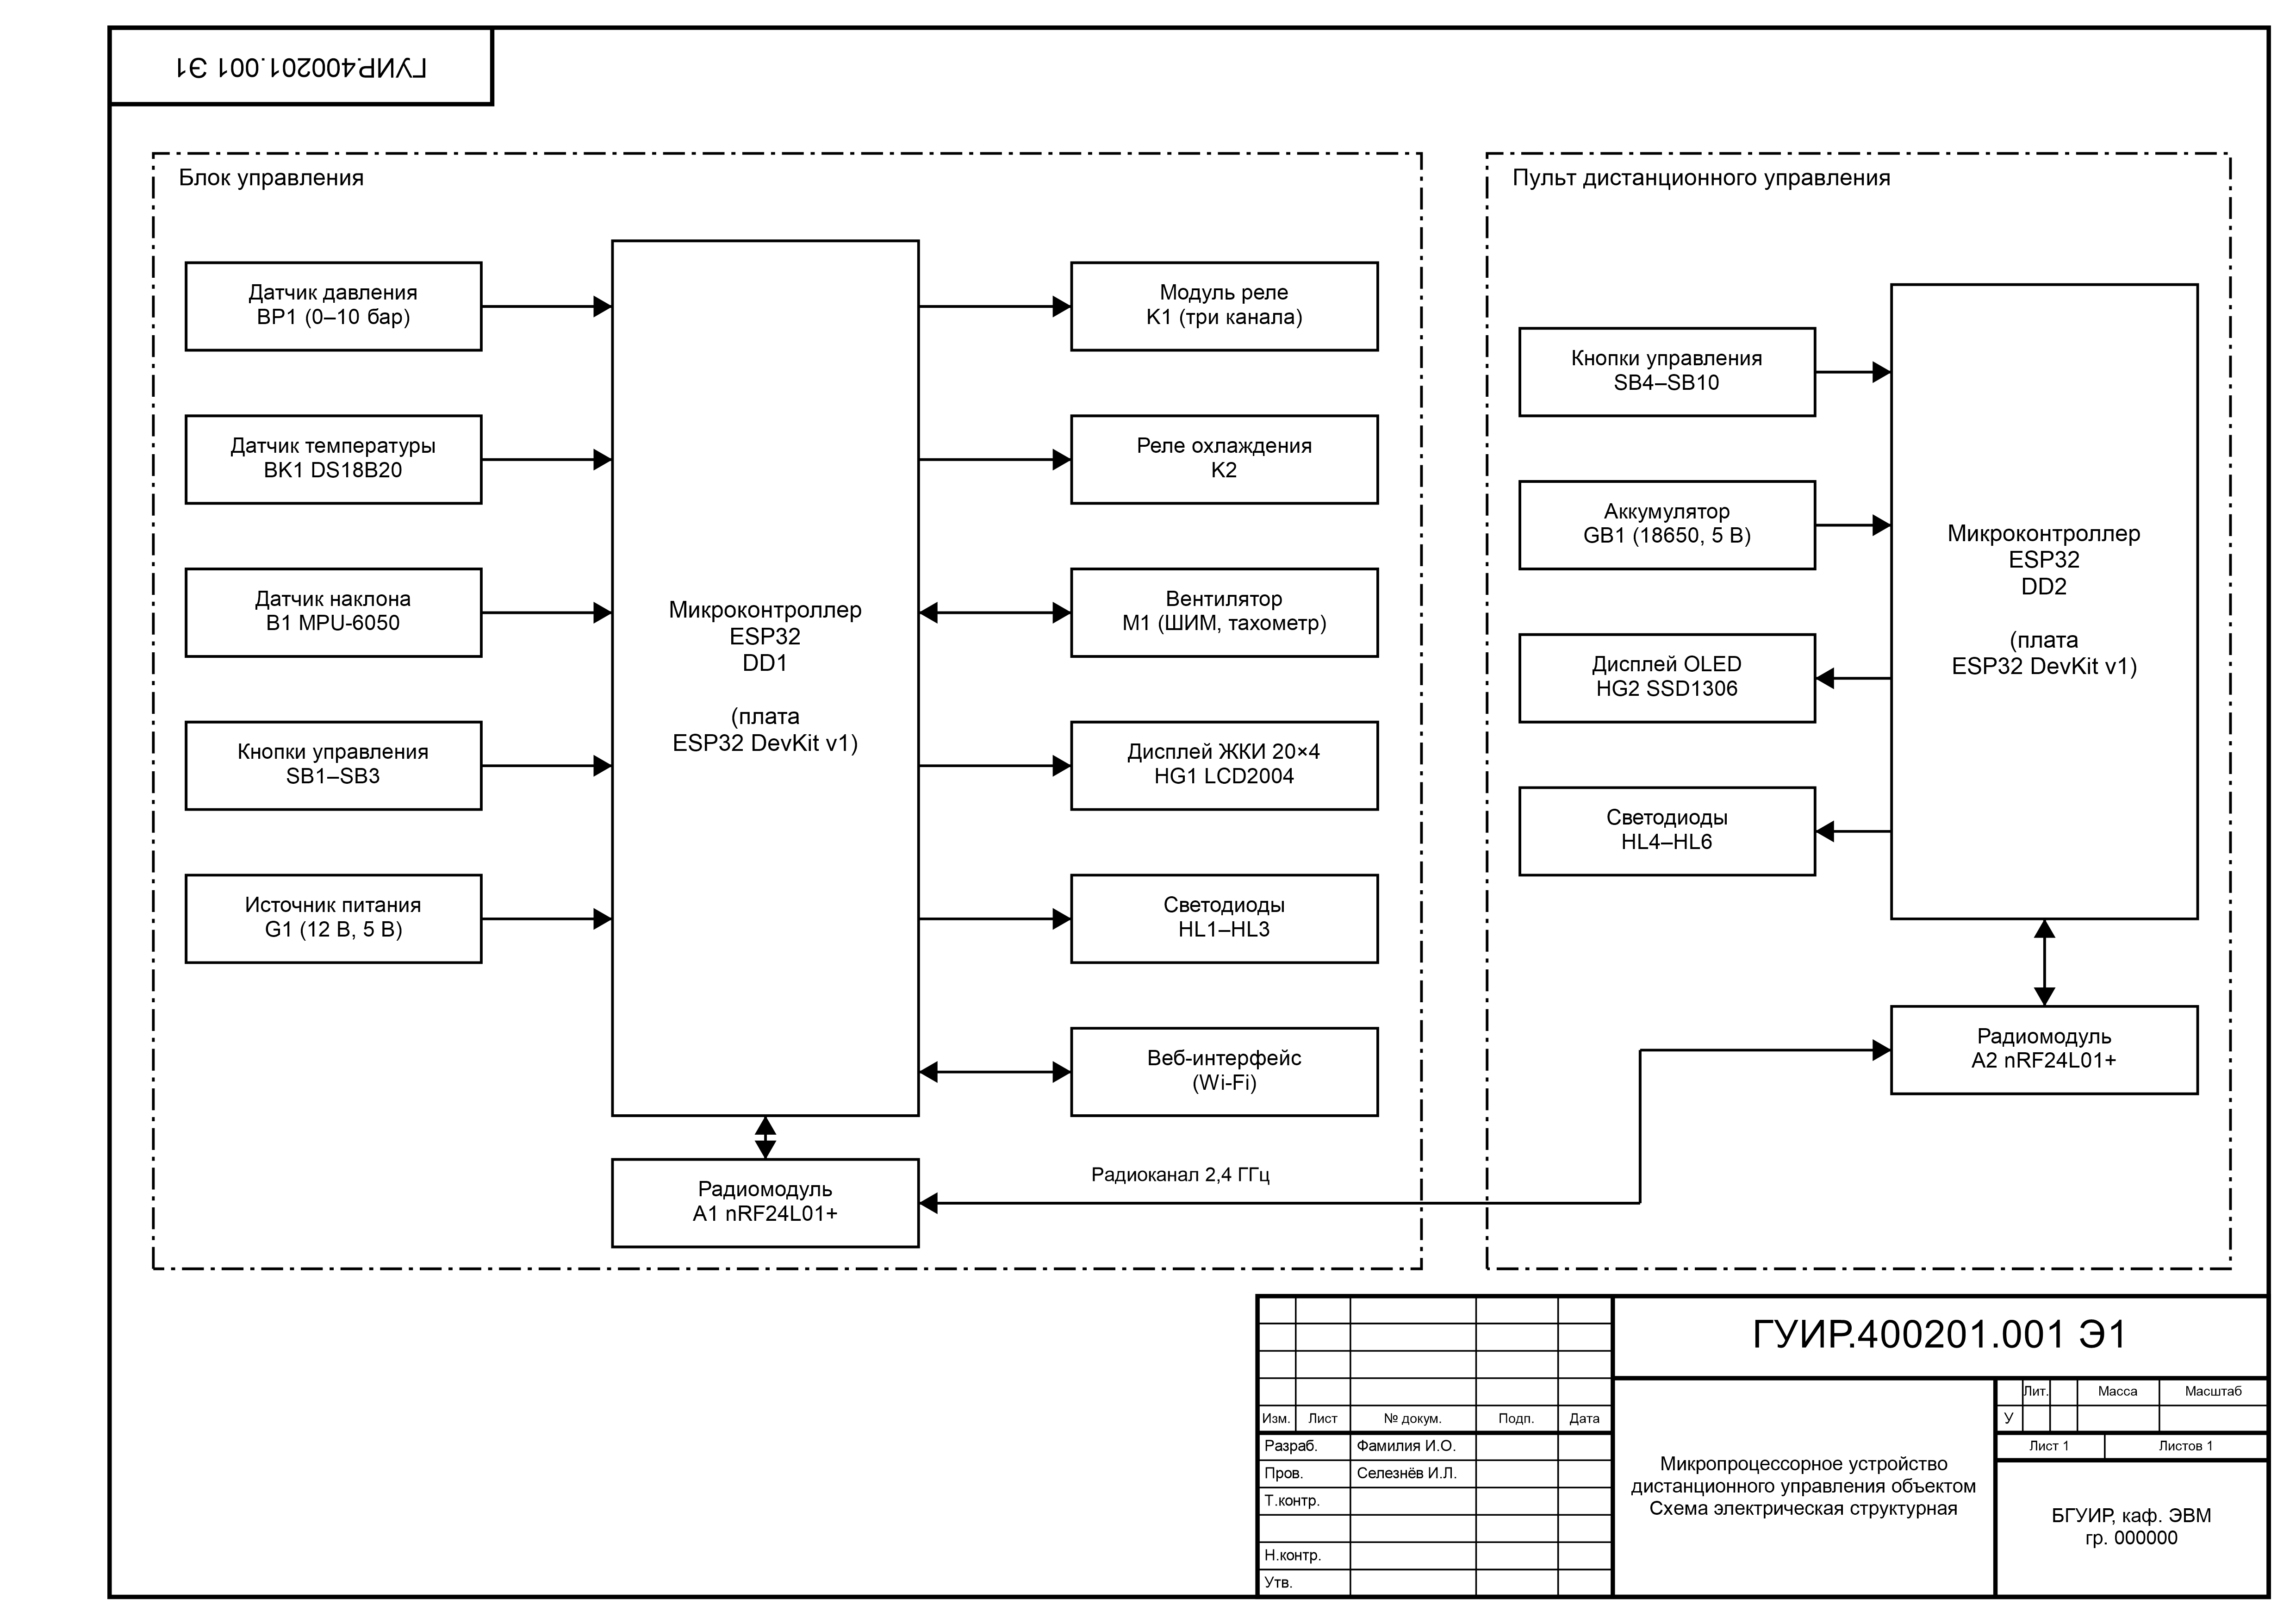 ГУИР.400201.001 Э1
Блок управления
Датчик давления
BP1 (0–10 бар)
Датчик температуры
BK1 DS18B20
Датчик наклона
B1 MPU-6050
Кнопки управления
SB1–SB3
Источник питания
G1 (12 В, 5 В)
Микроконтроллер
ESP32
DD1
(плата
ESP32 DevKit v1)
Модуль реле
K1 (три канала)
Реле охлаждения
K2
Вентилятор
M1 (ШИМ, тахометр)
Дисплей ЖКИ 20×4
HG1 LCD2004
Светодиоды
HL1–HL3
Веб-интерфейс
(Wi-Fi)
Радиомодуль
A1 nRF24L01+
Радиоканал 2,4 ГГц
Пульт дистанционного управления
Кнопки управления
SB4–SB10
Аккумулятор
GB1 (18650, 5 В)
Дисплей OLED
HG2 SSD1306
Светодиоды
HL4–HL6
Микроконтроллер
ESP32
DD2
(плата
ESP32 DevKit v1)
Радиомодуль
A2 nRF24L01+
ГУИР.400201.001 Э1
Изм. Лист № докум. Подп. Дата
Разраб. Фамилия И.О.
Пров. Селезнёв И.Л.
Т.контр.
Н.контр.
Утв.
Микропроцессорное устройство
дистанционного управления объектом
Схема электрическая структурная
Лит. Масса Масштаб
У
Лист 1 Листов 1
БГУИР, каф. ЭВМ
гр. 000000